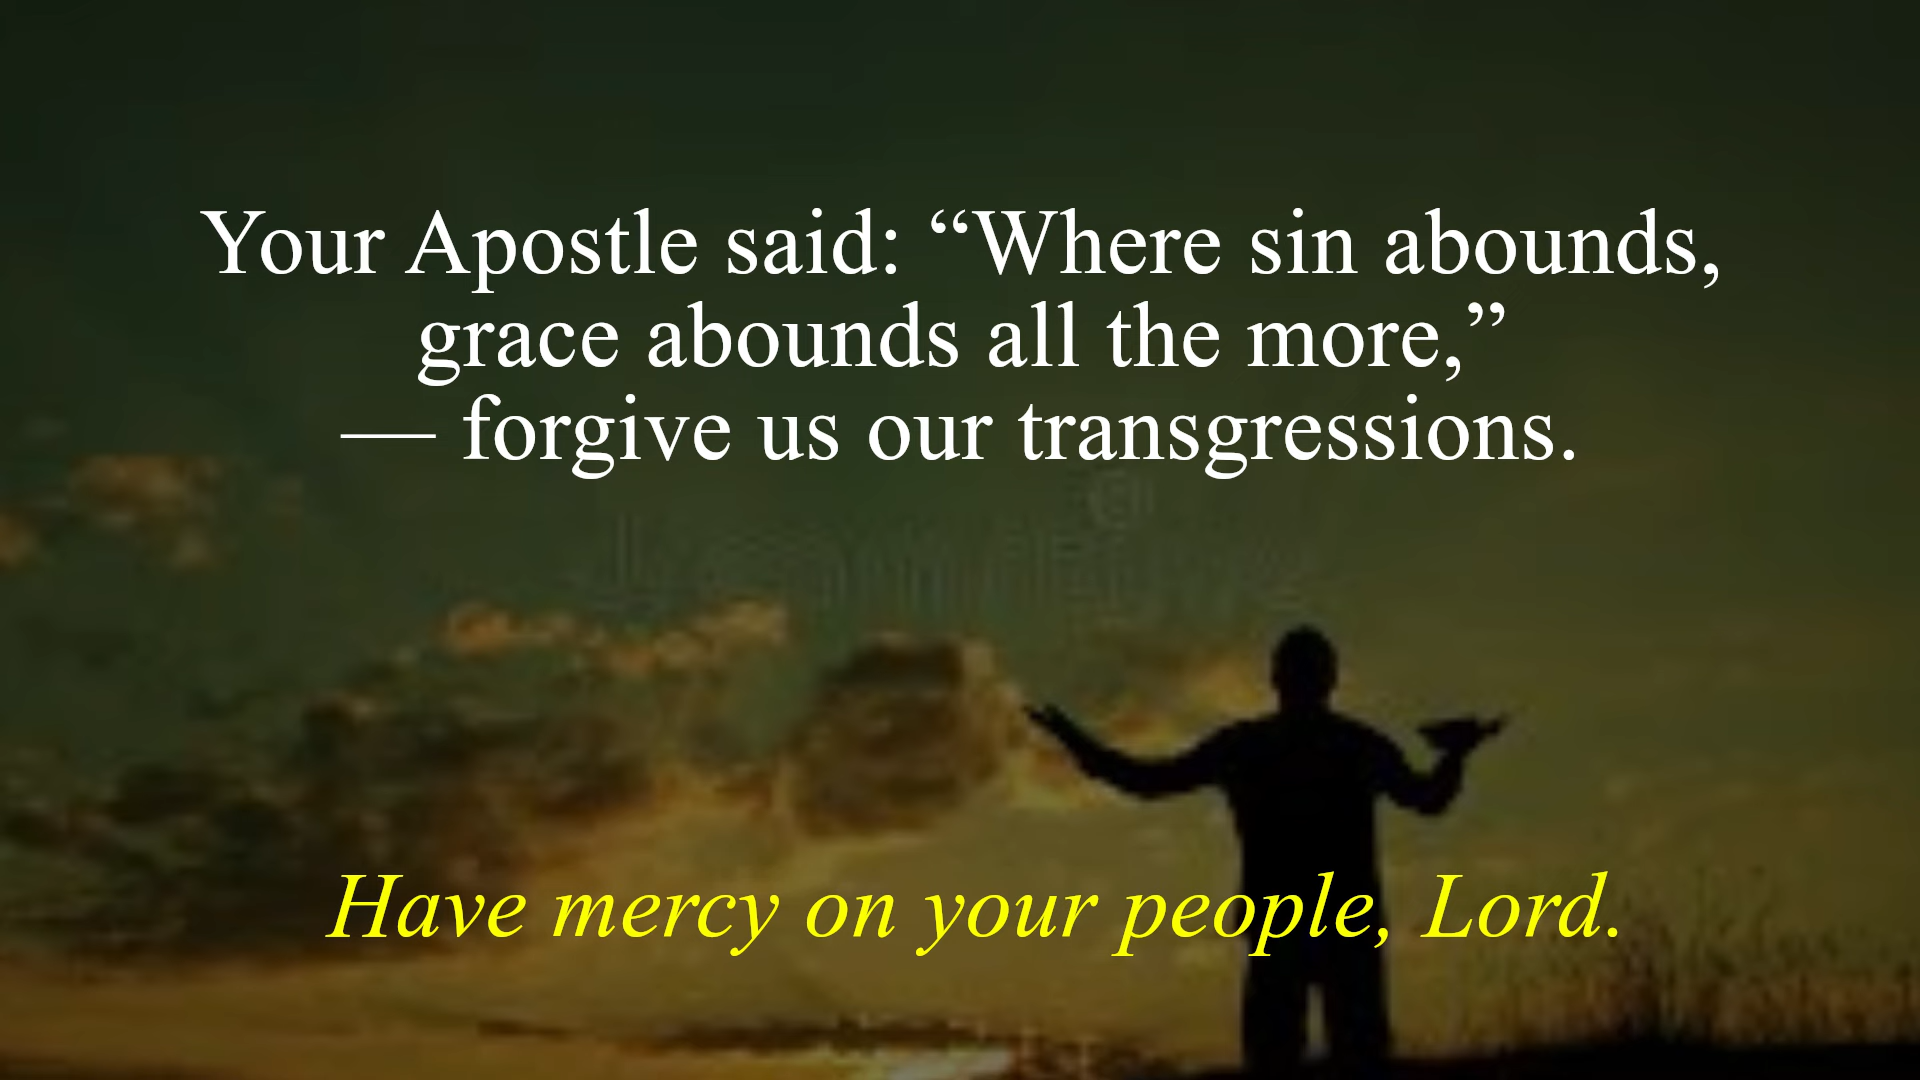 Your Apostle said: “Where sin abounds,
grace abounds all the more,”
— forgive us our transgressions.
Have mercy on your people, Lord.